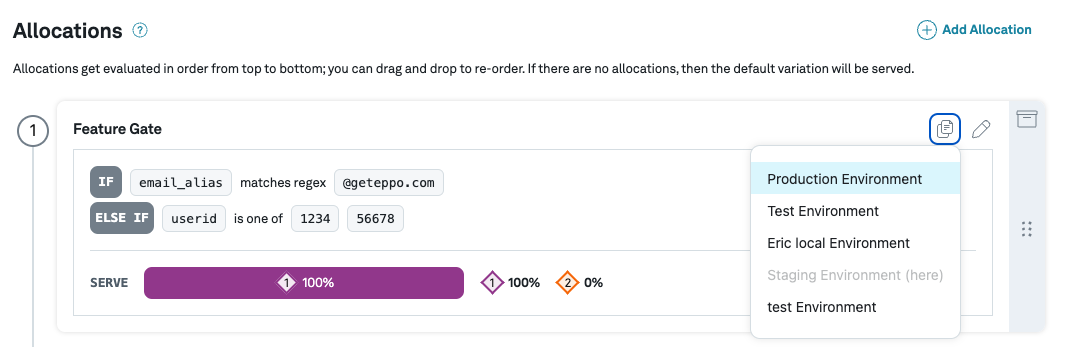 Allocations ?
Add Allocation
Allocations get evaluated in order from top to bottom; you can drag and drop to re-order. If there are no allocations, then the default variation will be served.
1
Feature Gate
IF email_alias matches regex @geteppo.com
ELSE IF userid is one of 1234 56678
SERVE 1 100% 1 100% 2 0%
Production Environment
Test Environment
Eric local Environment
Staging Environment (here)
test Environment